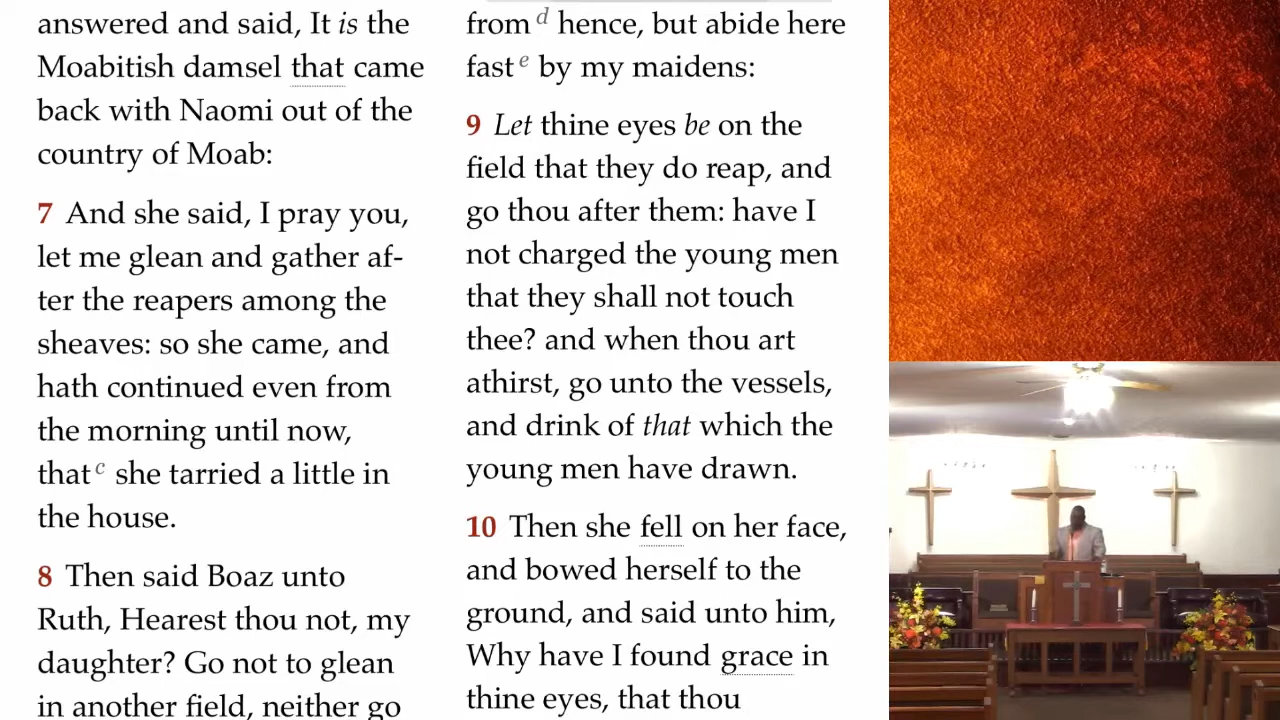 answered and said, It is the
Moabitish damsel that came
back with Naomi out of the
country of Moab:
7 And she said, I pray you,
let me glean and gather af-
ter the reapers among the
sheaves: so she came, and
hath continued even from
the morning until now,
that c she tarried a little in
the house.
8 Then said Boaz unto
Ruth, Hearest thou not, my
daughter? Go not to glean
in another field, neither go
from d hence, but abide here
fast e by my maidens:
9 Let thine eyes be on the
field that they do reap, and
go thou after them: have I
not charged the young men
that they shall not touch
thee? and when thou art
athirst, go unto the vessels,
and drink of that which the
young men have drawn.
10 Then she fell on her face,
and bowed herself to the
ground, and said unto him,
Why have I found grace in
thine eyes, that thou